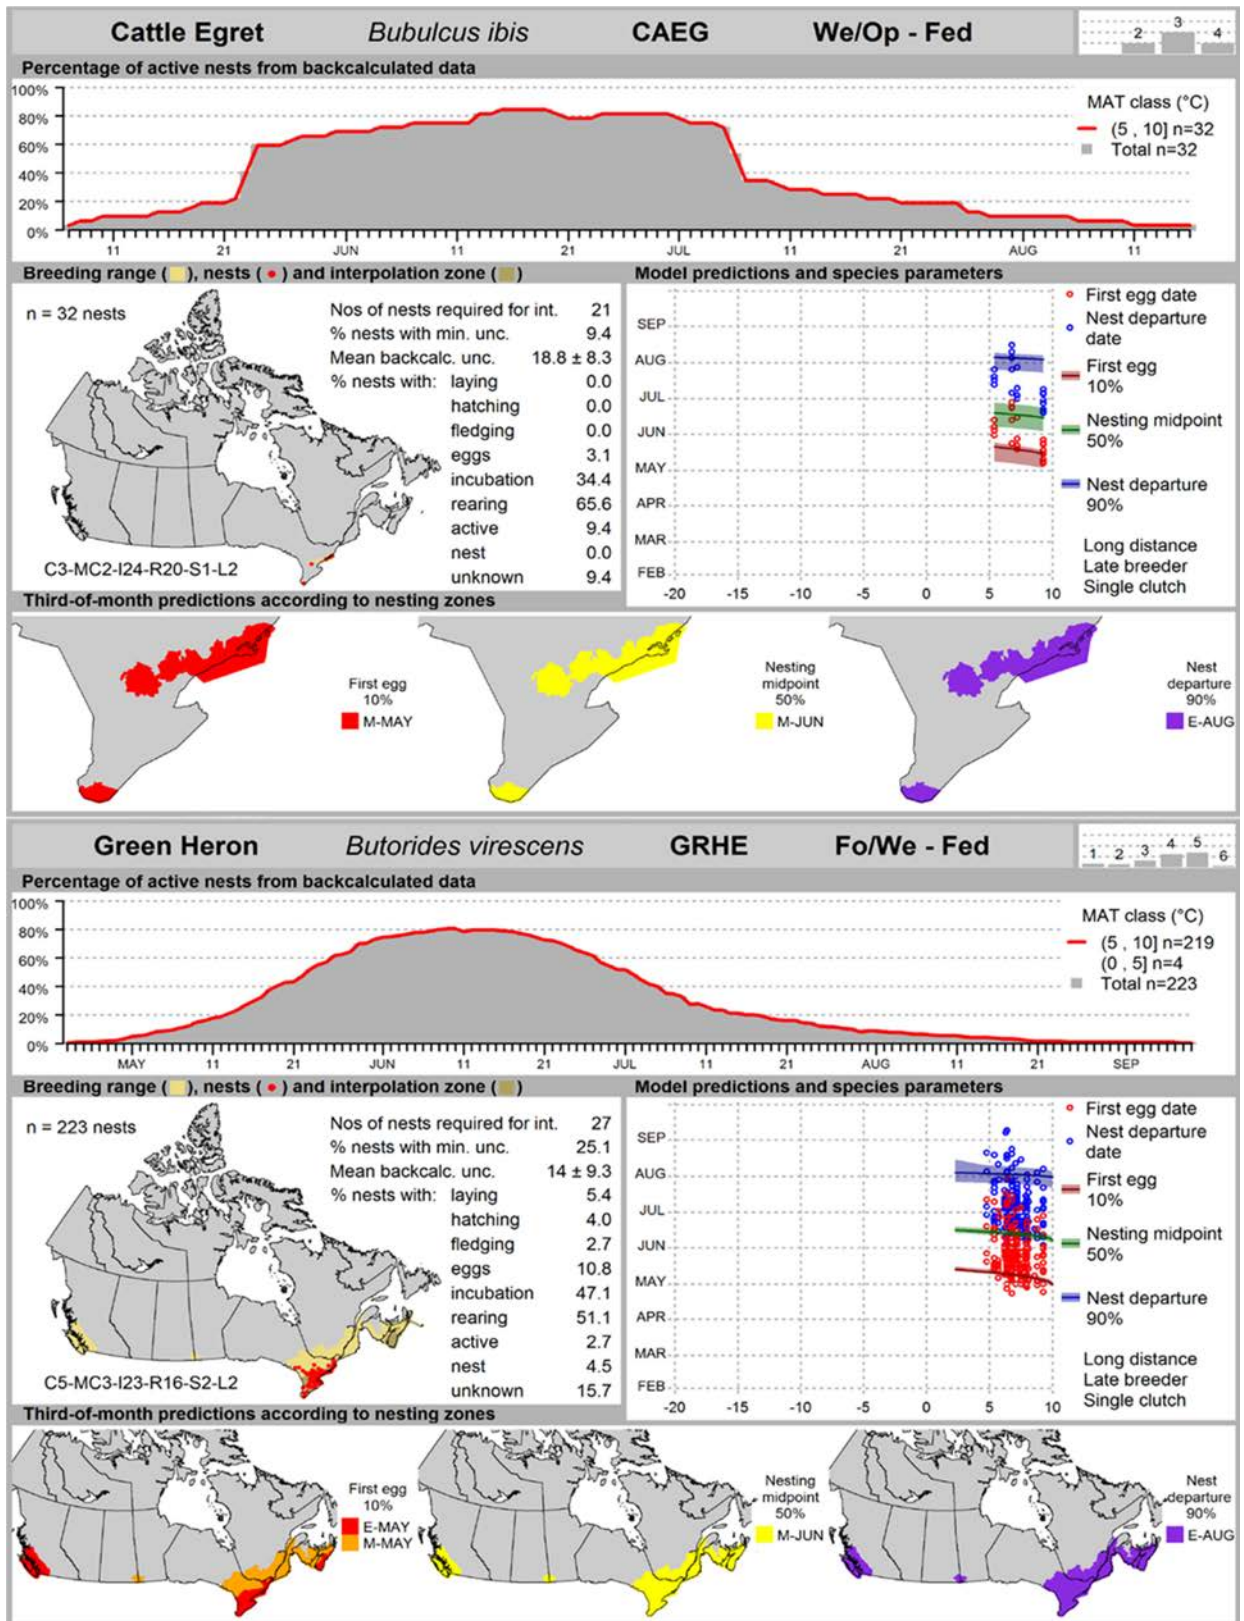 Cattle Egret Bubulcus ibis CAEG We/Op - Fed
2 3 4
Percentage of active nests from backcalculated data
100%
80%
60%
40%
20%
0%
11 21 JUN 11 21 JUL 11 21 AUG 11
MAT class (°C)
(5 , 10] n=32
Total n=32
Breeding range ( ), nests ( ) and interpolation zone ( )
n = 32 nests
Nos of nests required for int. 21
% nests with min. unc. 9.4
Mean backcalc. unc. 18.8 ± 8.3
% nests with: laying 0.0
hatching 0.0
fledging 0.0
eggs 3.1
incubation 34.4
rearing 65.6
active 9.4
nest 0.0
unknown 9.4
C3-MC2-I24-R20-S1-L2
Model predictions and species parameters
SEP
AUG
JUL
JUN
MAY
APR
MAR
FEB
-20 -15 -10 -5 0 5 10
First egg date
Nest departure
date
First egg
10%
Nesting midpoint
50%
Nest departure
90%
Long distance
Late breeder
Single clutch
Third-of-month predictions according to nesting zones
First egg
10%
M-MAY
Nesting
midpoint
50%
M-JUN
Nest
departure
90%
E-AUG
Green Heron Butorides virescens GRHE Fo/We - Fed
1 2 3 4 5 6
Percentage of active nests from backcalculated data
100%
80%
60%
40%
20%
0%
MAY 11 21 JUN 11 21 JUL 11 21 AUG 11 21 SEP
MAT class (°C)
(5 , 10] n=219
(0 , 5] n=4
Total n=223
Breeding range ( ), nests ( ) and interpolation zone ( )
n = 223 nests
Nos of nests required for int. 27
% nests with min. unc. 25.1
Mean backcalc. unc. 14 ± 9.3
% nests with: laying 5.4
hatching 4.0
fledging 2.7
eggs 10.8
incubation 47.1
rearing 51.1
active 2.7
nest 4.5
unknown 15.7
C5-MC3-I23-R16-S2-L2
Model predictions and species parameters
SEP
AUG
JUL
JUN
MAY
APR
MAR
FEB
-20 -15 -10 -5 0 5 10
First egg date
Nest departure
date
First egg
10%
Nesting midpoint
50%
Nest departure
90%
Long distance
Late breeder
Single clutch
Third-of-month predictions according to nesting zones
First egg
10%
E-MAY
M-MAY
Nesting
midpoint
50%
M-JUN
Nest
departure
90%
E-AUG